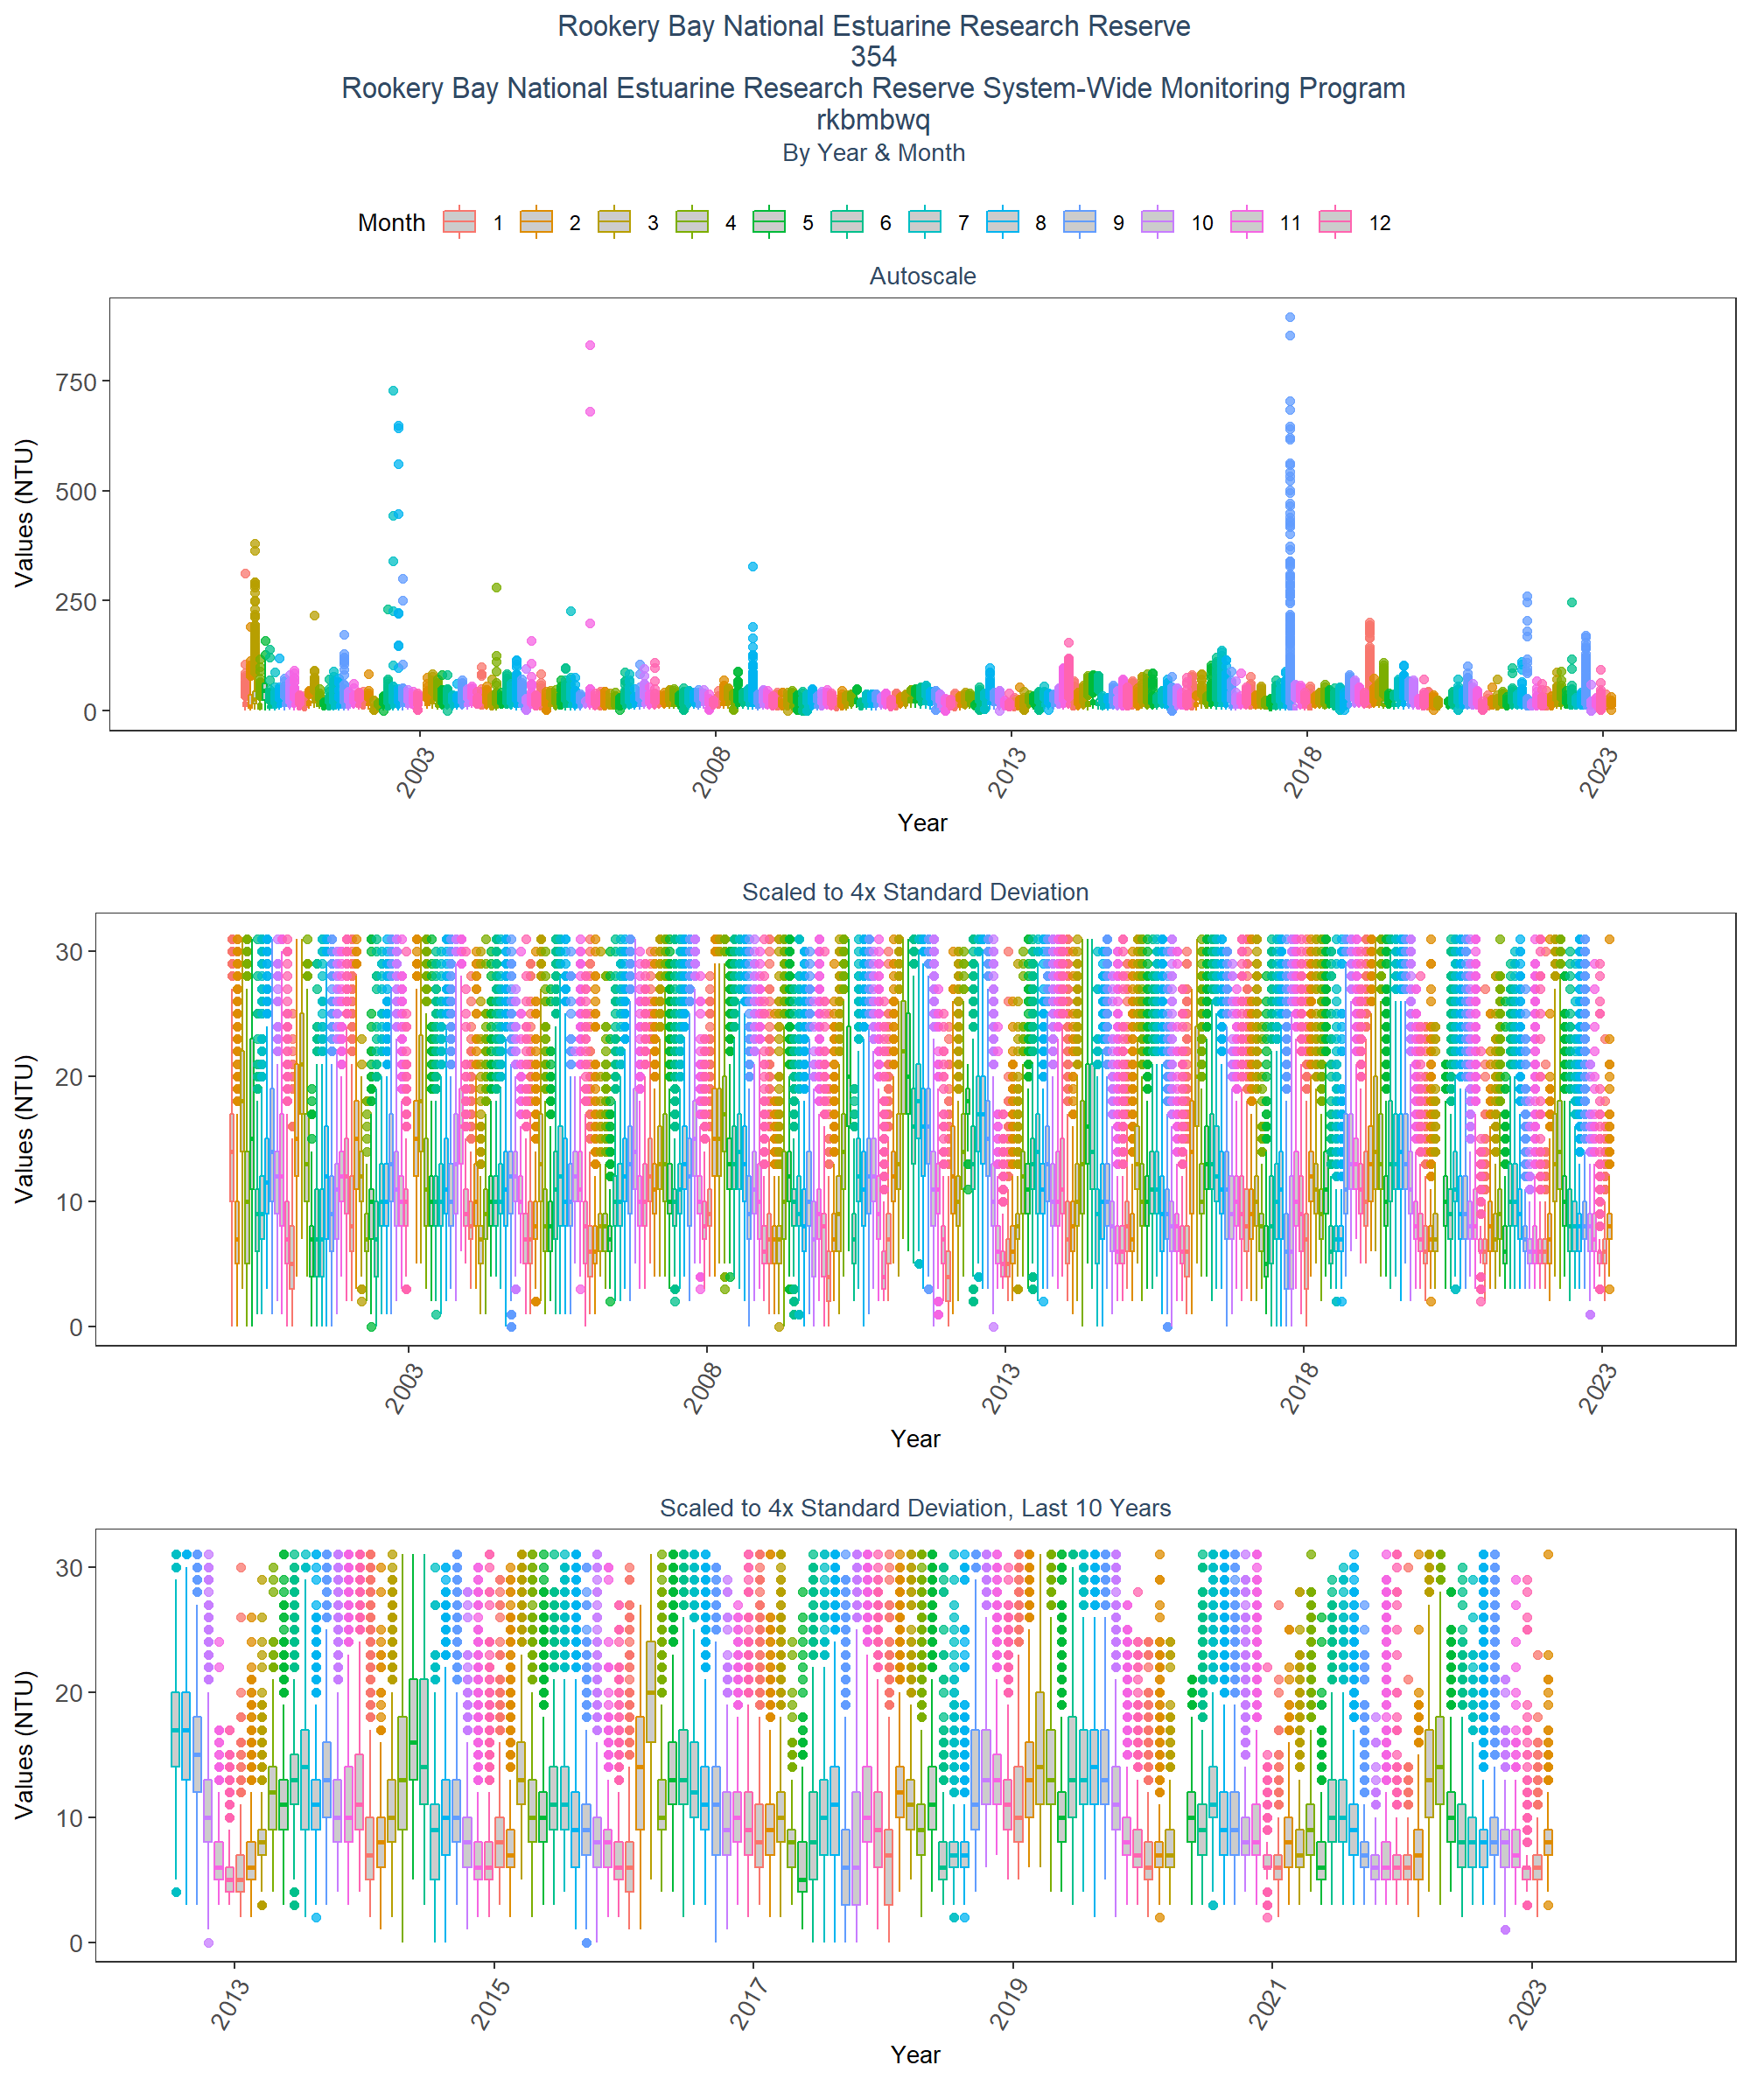 Rookery Bay National Estuarine Research Reserve
354
Rookery Bay National Estuarine Research Reserve System-Wide Monitoring Program
rkbmbwq
By Year & Month
Month 1 2 3 4 5 6 7 8 9 10 11 12
Autoscale
Values (NTU)
750
500
250
0
2003 2008 2013 2018 2023
Year
Scaled to 4x Standard Deviation
Values (NTU)
30
20
10
0
2003 2008 2013 2018 2023
Year
Scaled to 4x Standard Deviation, Last 10 Years
Values (NTU)
30
20
10
0
2013 2015 2017 2019 2021 2023
Year